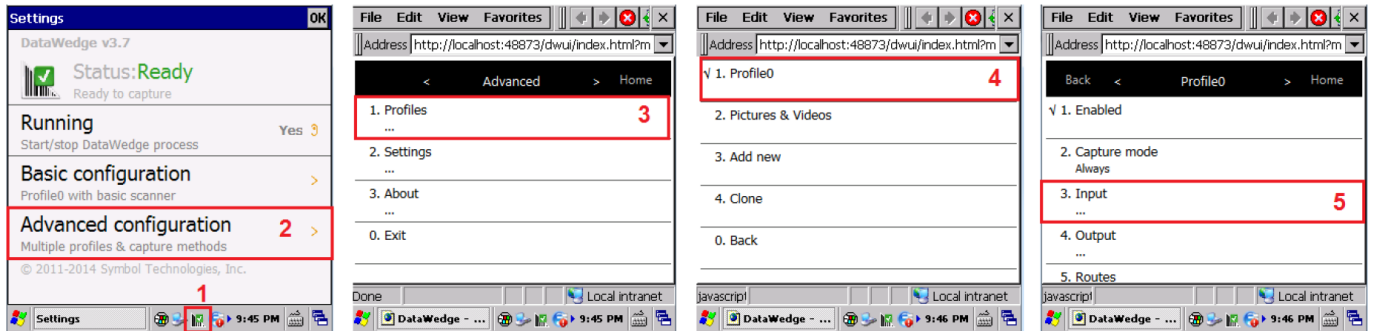 Settings OK
DataWedge v3.7
Status:Ready
Ready to capture
Running Yes
Start/stop DataWedge process
Basic configuration >
Profile0 with basic scanner
Advanced configuration 2 >
Multiple profiles & capture methods
© 2011-2014 Symbol Technologies, Inc.
1
Settings 9:45 PM
File Edit View Favorites
Address http://localhost:48873/dwui/index.html?m
< Advanced > Home
1. Profiles 3
...
2. Settings
...
3. About
...
0. Exit
Done Local intranet
DataWedge - ... 9:45 PM
File Edit View Favorites
Address http://localhost:48873/dwui/index.html?m
√ 1. Profile0 4
2. Pictures & Videos
3. Add new
4. Clone
0. Back
javascript Local intranet
DataWedge - ... 9:46 PM
File Edit View Favorites
Address http://localhost:48873/dwui/index.html?m
Back < Profile0 > Home
√ 1. Enabled
2. Capture mode
Always
3. Input 5
...
4. Output
...
5. Routes
javascript Local intranet
DataWedge - ... 9:46 PM